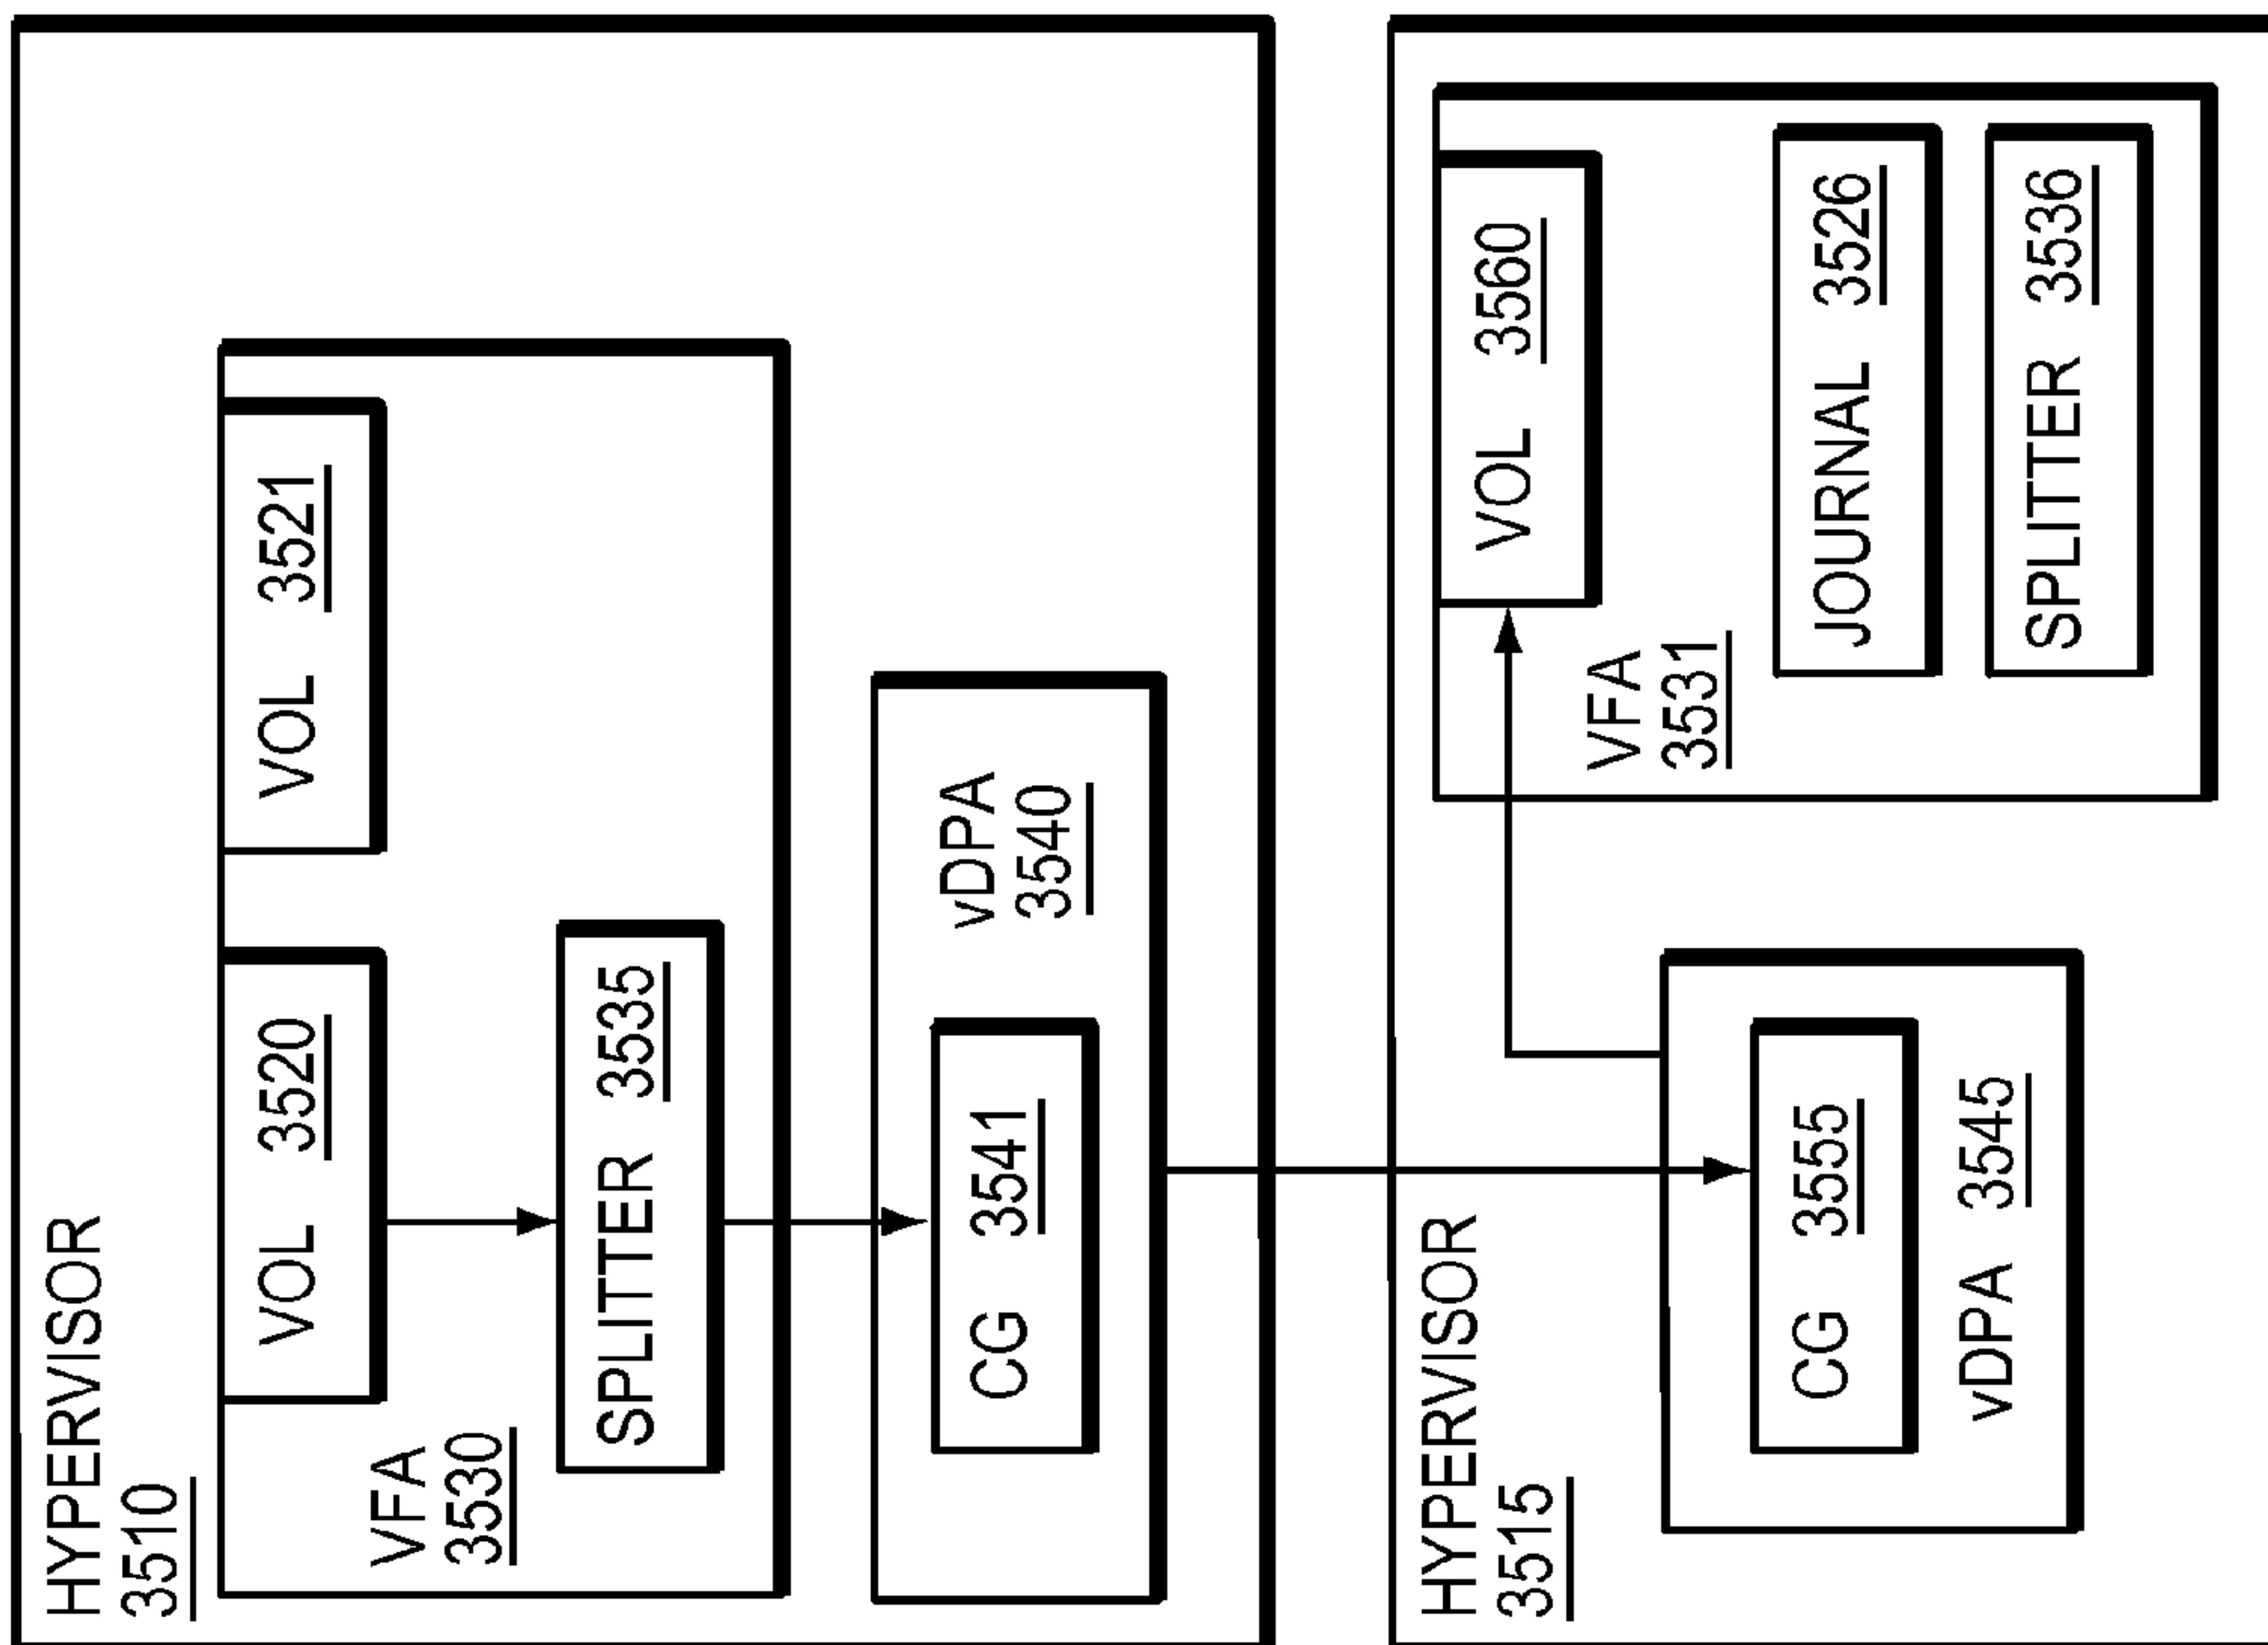 HYPERVISOR
3510
VOL 3520
VOL 3521
VFA
3530
SPLITTER 3535
vDPA
3540
CG 3541
HYPERVISOR
3515
VOL 3560
VFA
3531
JOURNAL 3526
SPLITTER 3536
CG 3555
vDPA 3545